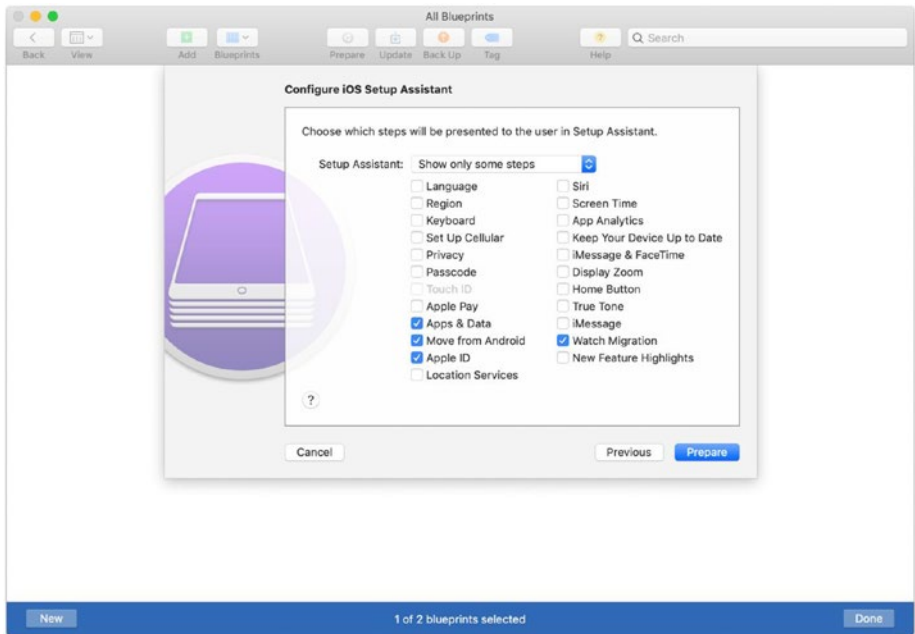 All Blueprints
Search
Back View Add Blueprints Prepare Update Back Up Tag Help
Configure iOS Setup Assistant
Choose which steps will be presented to the user in Setup Assistant.
Setup Assistant: Show only some steps
Language
Region
Keyboard
Set Up Cellular
Privacy
Passcode
Touch ID
Apple Pay
Apps & Data
Move from Android
Apple ID
Location Services
Siri
Screen Time
App Analytics
Keep Your Device Up to Date
iMessage & FaceTime
Display Zoom
Home Button
True Tone
iMessage
Watch Migration
New Feature Highlights
?
Cancel Previous Prepare
New 1 of 2 blueprints selected Done